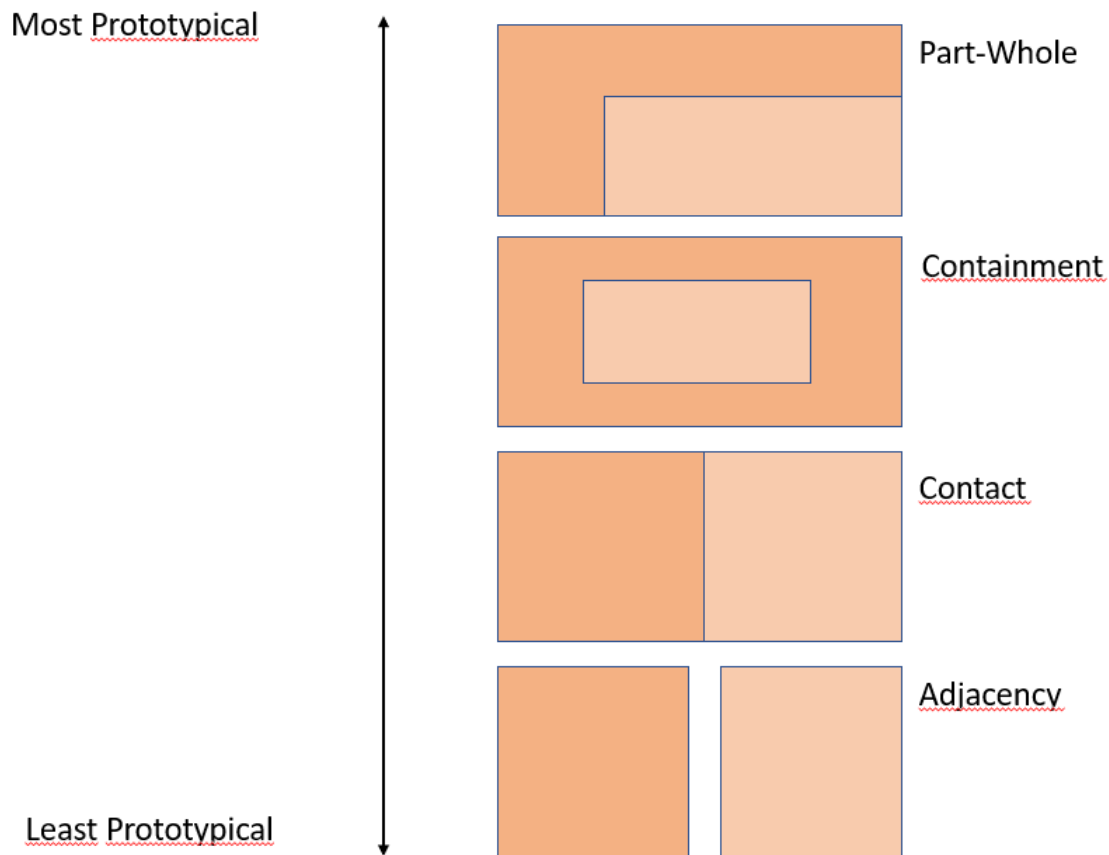 Most Prototypical
Part-Whole
Containment
Contact
Adjacency
Least Prototypical